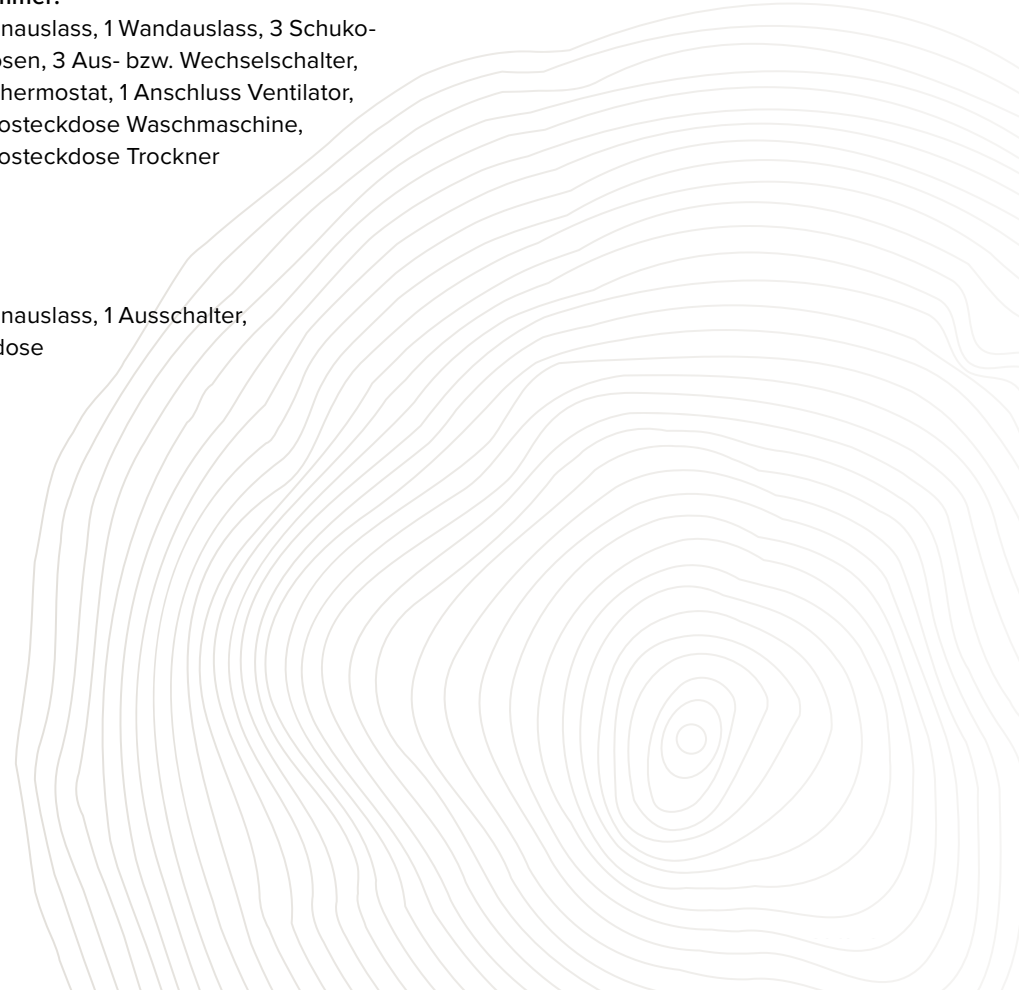 mmer:
nauslass, 1 Wandauslass, 3 Schuko-
osen, 3 Aus- bzw. Wechselschalter,
hermostat, 1 Anschluss Ventilator,
osteckdose Waschmaschine,
osteckdose Trockner
nauslass, 1 Ausschalter,
dose